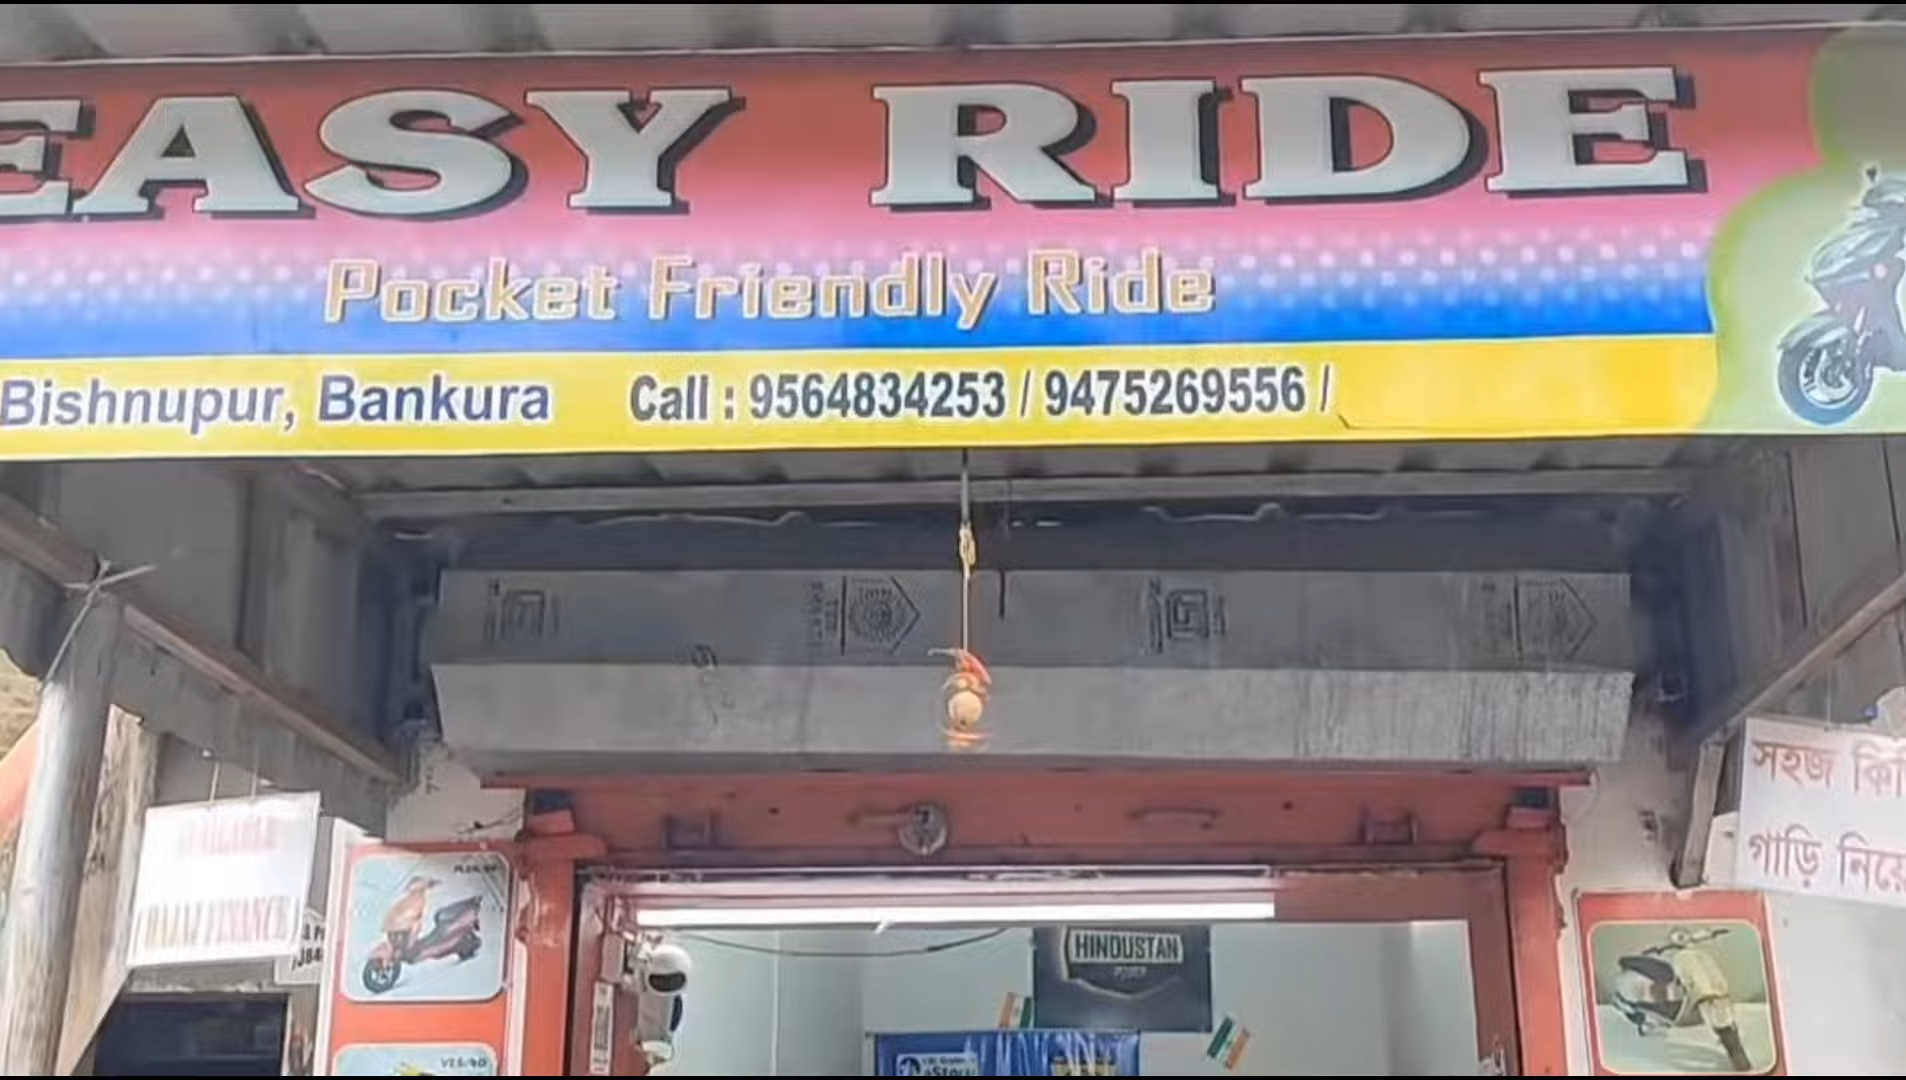 EASY RIDE
Pocket Friendly Ride
Bishnupur, Bankura Call : 9564834253 / 9475269556 /
সহজ
গাড়ি নিয়ে
HINDUSTAN